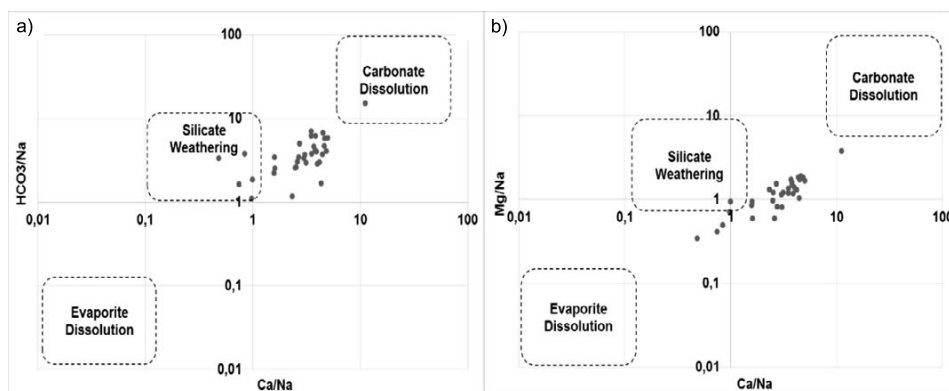 a)
100
Carbonate
Dissolution
10
Silicate
Weathering
HCO3/Na
1
0,01
0,1
1
10
100
0,1
Evaporite
Dissolution
0,01
Ca/Na
b)
100
Carbonate
Dissolution
10
Silicate
Weathering
Mg/Na
1
0,01
0,1
1
10
100
0,1
Evaporite
Dissolution
0,01
Ca/Na